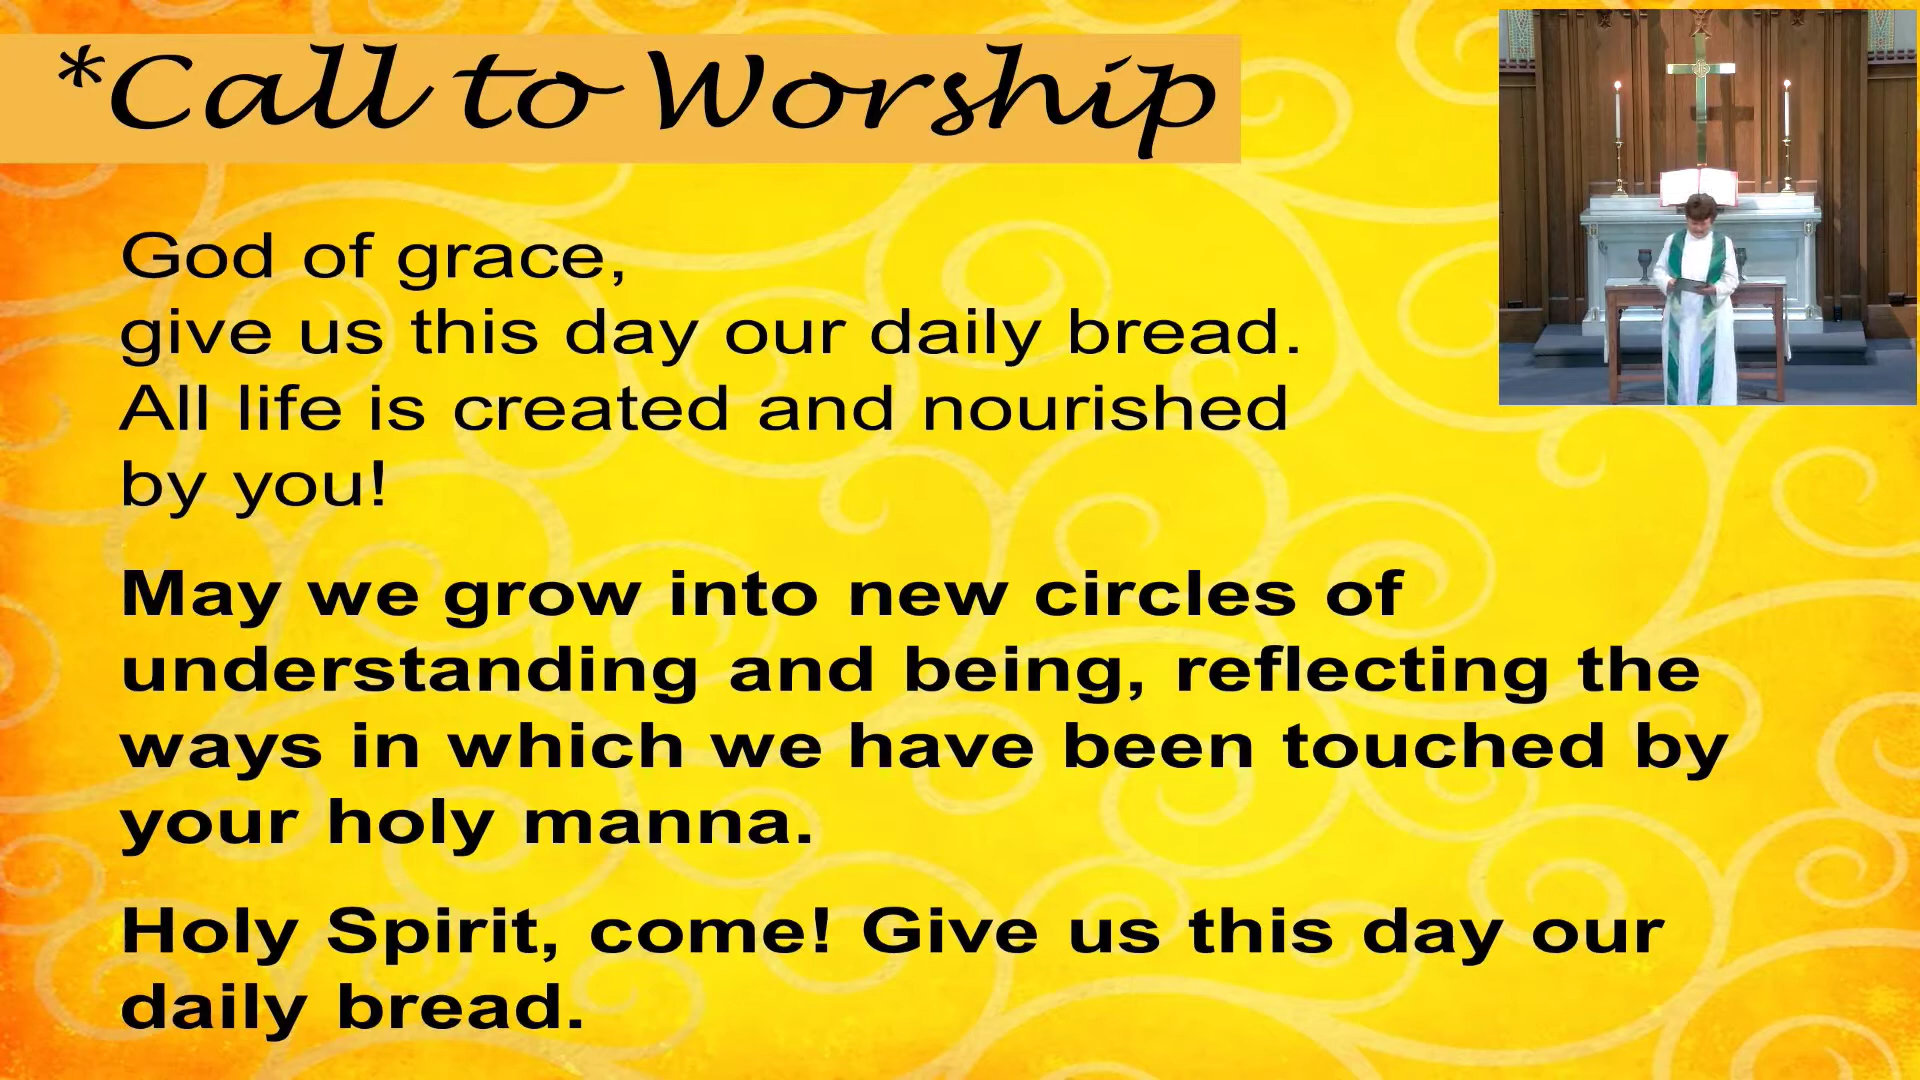 *Call to Worship
God of grace,
give us this day our daily bread.
All life is created and nourished
by you!
May we grow into new circles of
understanding and being, reflecting the
ways in which we have been touched by
your holy manna.
Holy Spirit, come! Give us this day our
daily bread.